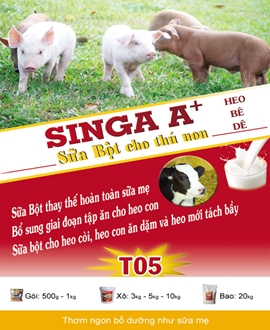 SINGA A+
Sữa Bột cho thú non
HEO
BÊ
DÊ
Sữa Bột thay thế hoàn toàn sữa mẹ
Bổ sung giai đoạn tập ăn cho heo con
Sữa bột cho heo còi, heo con ăn dặm và heo mới tách bầy
T05
Gói: 500g - 1kg
Xô: 3kg - 5kg - 10kg
Bao: 20kg
Thơm ngon bổ dưỡng như sữa mẹ